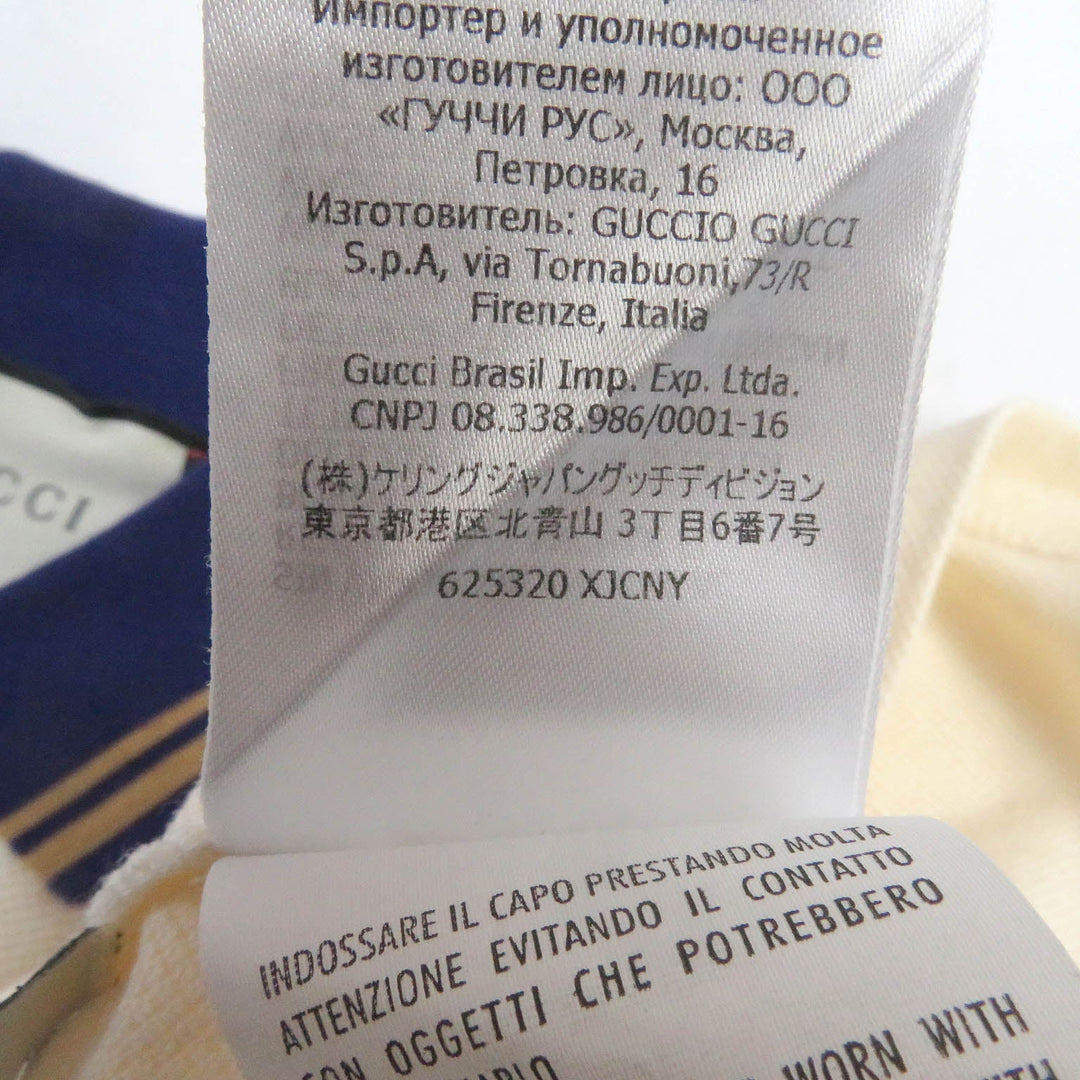 Импортер и уполномоченное
изготовителем лицо: ООО
«ГУЧЧИ РУС», Москва,
Петровка, 16
Изготовитель: GUCCIO GUCCI
S.p.A, via Tornabuoni,73/R
Firenze, Italia
Gucci Brasil Imp. Exp. Ltda.
CNPJ 08.338.986/0001-16
(株)ケリングジャパングッチディビジョン
東京都港区北青山 3丁目6番7号
625320 XJCNY
CCI
INDOSSARE IL CAPO PRESTANDO MOLTA
ATTENZIONE EVITANDO IL CONTATTO
CON OGGETTI CHE POTREBBERO
WORN WITH